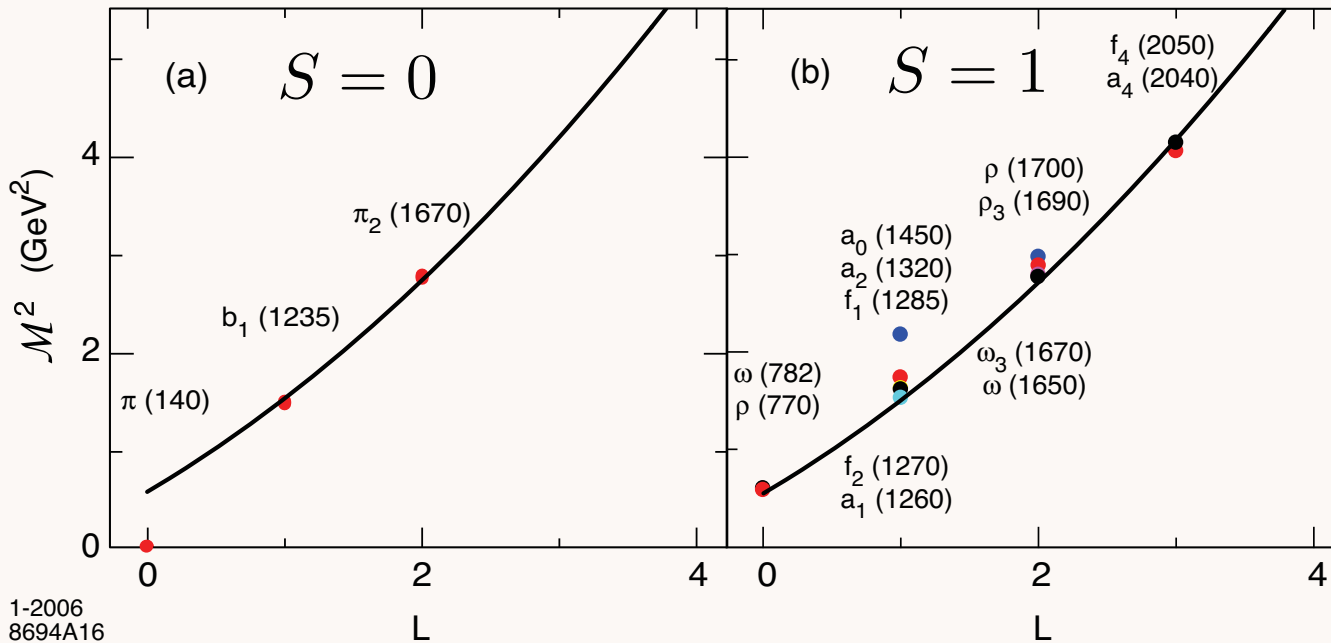 (a) S = 0
π₂ (1670)
b₁ (1235)
π (140)
(b) S = 1
f₄ (2050)
a₄ (2040)
ρ (1700)
ρ₃ (1690)
a₀ (1450)
a₂ (1320)
f₁ (1285)
ω₃ (1670)
ω (1650)
ω (782)
ρ (770)
f₂ (1270)
a₁ (1260)
ℳ² (GeV²)
4
2
0
0 2 4
L
0 2 4
L
1-2006
8694A16